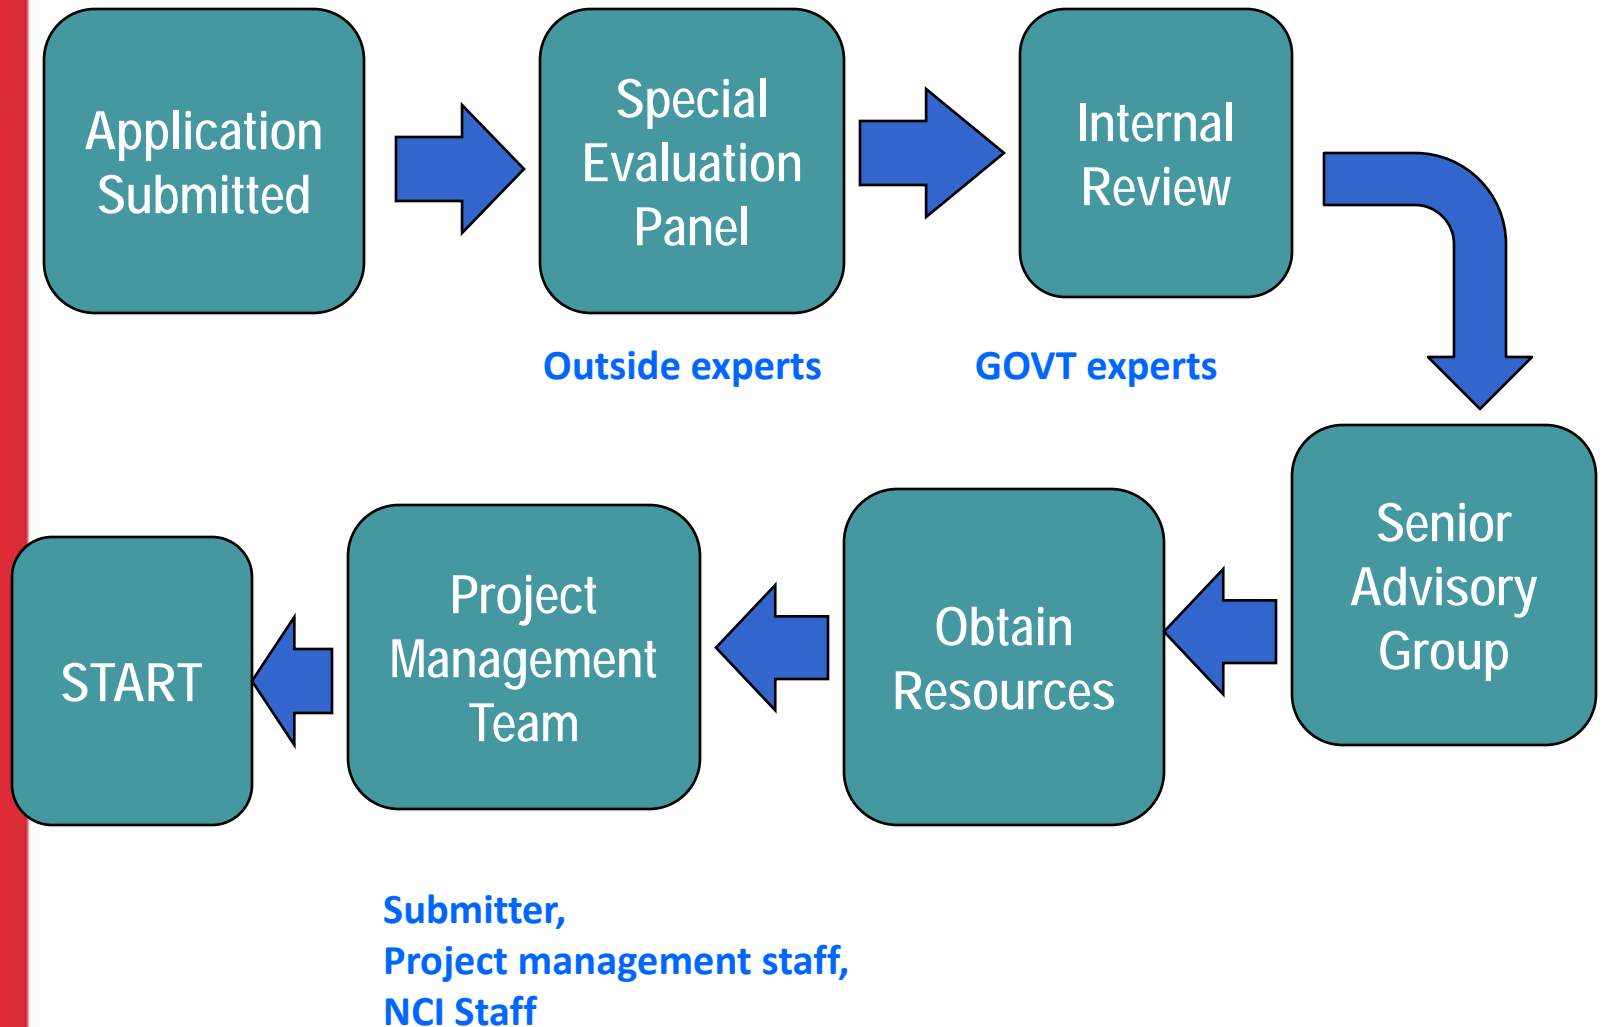 Application
Submitted
Special
Evaluation
Panel
Internal
Review
Outside experts
GOVT experts
Senior
Advisory
Group
Obtain
Resources
Project
Management
Team
START
Submitter,
Project management staff,
NCI Staff